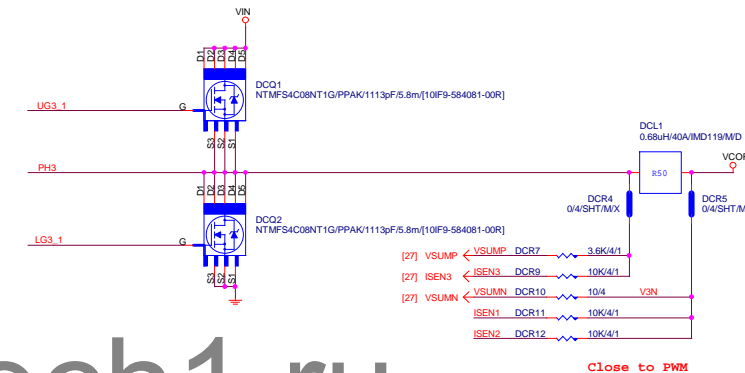 VIN
D1 D2 D3 D4 D5
DCQ1
NTMFS4C08NT1G/PPAK/1113pF/5.8m/[10IF9-584081-00R]
UG3_1 G
S3 S2 S1
DCL1
0.68uH/40A/IMD119/M/D
PH3
R50
VCOR
D1 D2 D3 D4 D5
DCQ2
NTMFS4C08NT1G/PPAK/1113pF/5.8m/[10IF9-584081-00R]
DCR4
0/4/SHT/M/X
DCR5
0/4/SHT/M
LG3_1 G
S3 S2 S1
[27] VSUMP VSUMP DCR7 3.6K/4/1
[27] ISEN3 ISEN3 DCR9 10K/4/1
[27] VSUMN VSUMN DCR10 10/4 V3N
ISEN1 DCR11 10K/4/1
ISEN2 DCR12 10K/4/1
Close to PWM